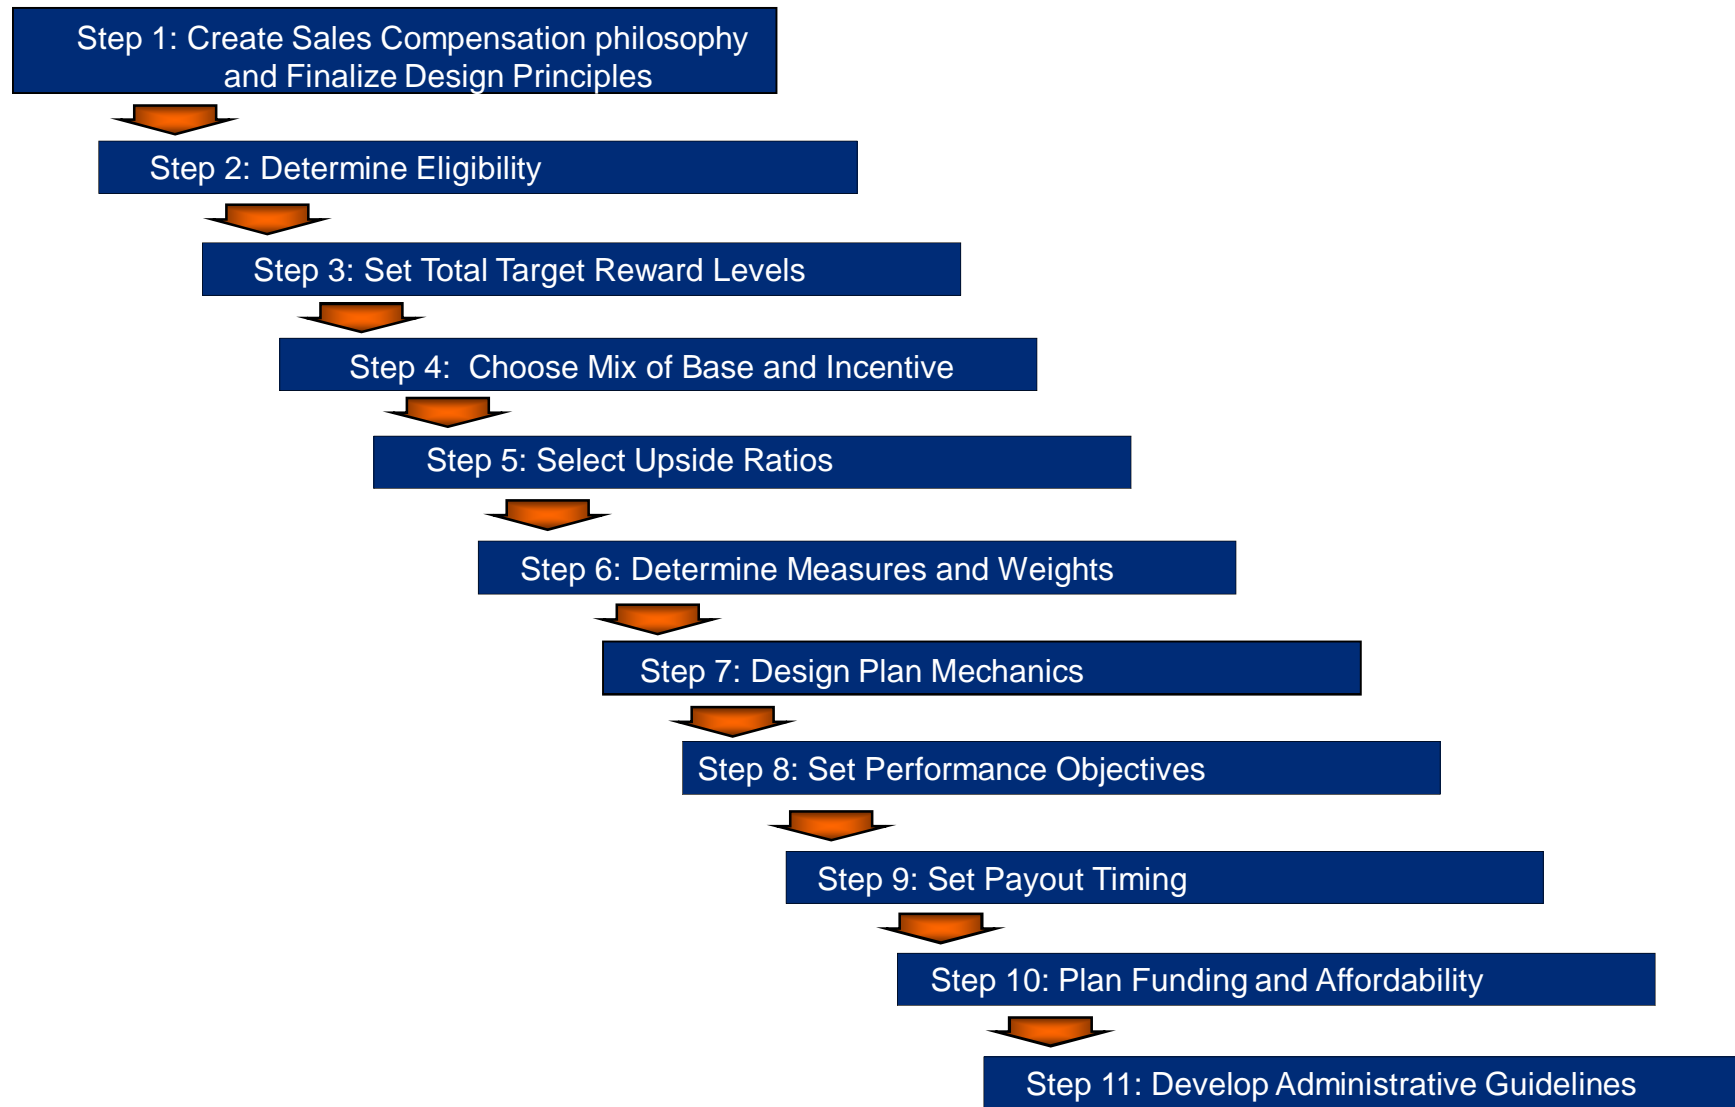 Step 1: Create Sales Compensation philosophy
and Finalize Design Principles
Step 2: Determine Eligibility
Step 3: Set Total Target Reward Levels
Step 4: Choose Mix of Base and Incentive
Step 5: Select Upside Ratios
Step 6: Determine Measures and Weights
Step 7: Design Plan Mechanics
Step 8: Set Performance Objectives
Step 9: Set Payout Timing
Step 10: Plan Funding and Affordability
Step 11: Develop Administrative Guidelines